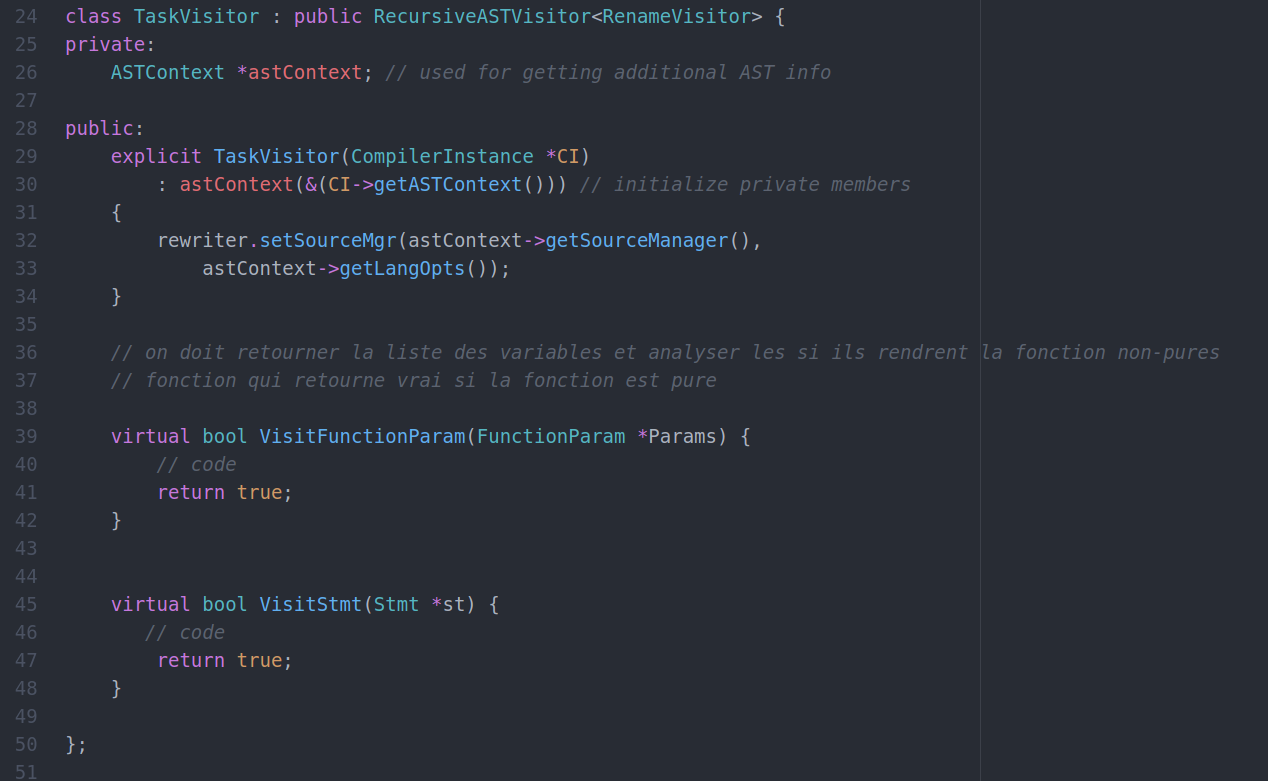 24 class TaskVisitor : public RecursiveASTVisitor<RenameVisitor> {
25 private:
26     ASTContext *astContext; // used for getting additional AST info
27
28 public:
29     explicit TaskVisitor(CompilerInstance *CI)
30         : astContext(&(CI->getASTContext())) // initialize private members
31     {
32         rewriter.setSourceMgr(astContext->getSourceManager(),
33             astContext->getLangOpts());
34     }
35
36     // on doit retourner la liste des variables et analyser les si ils rendrent la fonction non-pures
37     // fonction qui retourne vrai si la fonction est pure
38
39     virtual bool VisitFunctionParam(FunctionParam *Params) {
40         // code
41         return true;
42     }
43
44
45     virtual bool VisitStmt(Stmt *st) {
46        // code
47         return true;
48     }
49
50 };
51